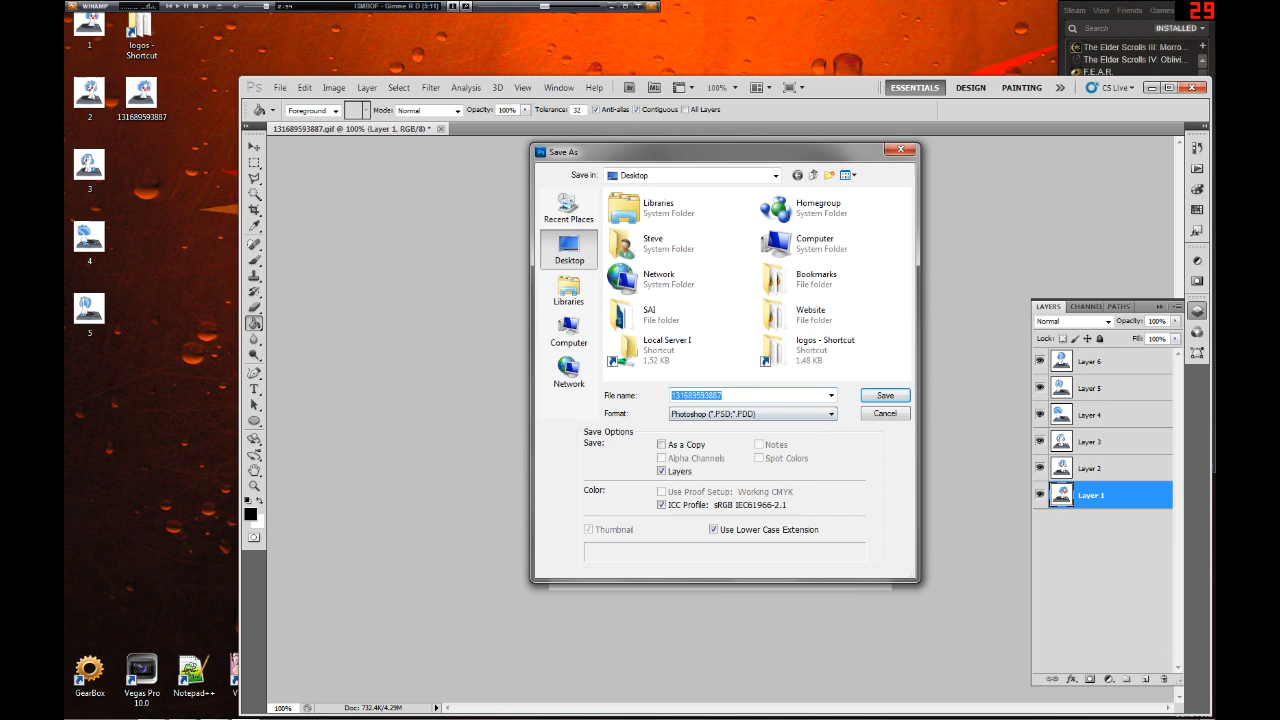 WINAMP
2:54
ISMBOF - Gimme R D (5:11)
29
Steam View Friends Games
Search
INSTALLED
The Elder Scrolls III: Morro...
The Elder Scrolls IV: Oblivi...
F.E.A.R.
1
logos - Shortcut
2
131689593887
3
4
5
GearBox
Vegas Pro 10.0
Notepad++
Ps
File Edit Image Layer Select Filter Analysis 3D View Window Help
Br
Mb
100%
ESSENTIALS
DESIGN
PAINTING
CS Live
Foreground
Mode: Normal
Opacity: 100%
Tolerance: 32
Anti-alias
Contiguous
All Layers
131689593887.gif @ 100% (Layer 1, RGB/8) *
Save As
Save in: Desktop
Recent Places
Desktop
Libraries
Computer
Network
Libraries
System Folder
Homegroup
System Folder
Steve
System Folder
Computer
System Folder
Network
System Folder
Bookmarks
File folder
SAI
File folder
Website
File folder
Local Server I
Shortcut
1.52 KB
logos - Shortcut
Shortcut
1.48 KB
File name: 131689593887
Save
Format: Photoshop (*.PSD;*.PDD)
Cancel
Save Options
Save:
As a Copy
Notes
Alpha Channels
Spot Colors
Layers
Color:
Use Proof Setup: Working CMYK
ICC Profile: sRGB IEC61966-2.1
Thumbnail
Use Lower Case Extension
LAYERS CHANNEL PATHS
Normal
Opacity: 100%
Lock:
Fill: 100%
Layer 6
Layer 5
Layer 4
Layer 3
Layer 2
Layer 1
100%
Doc: 732.4K/4.29M